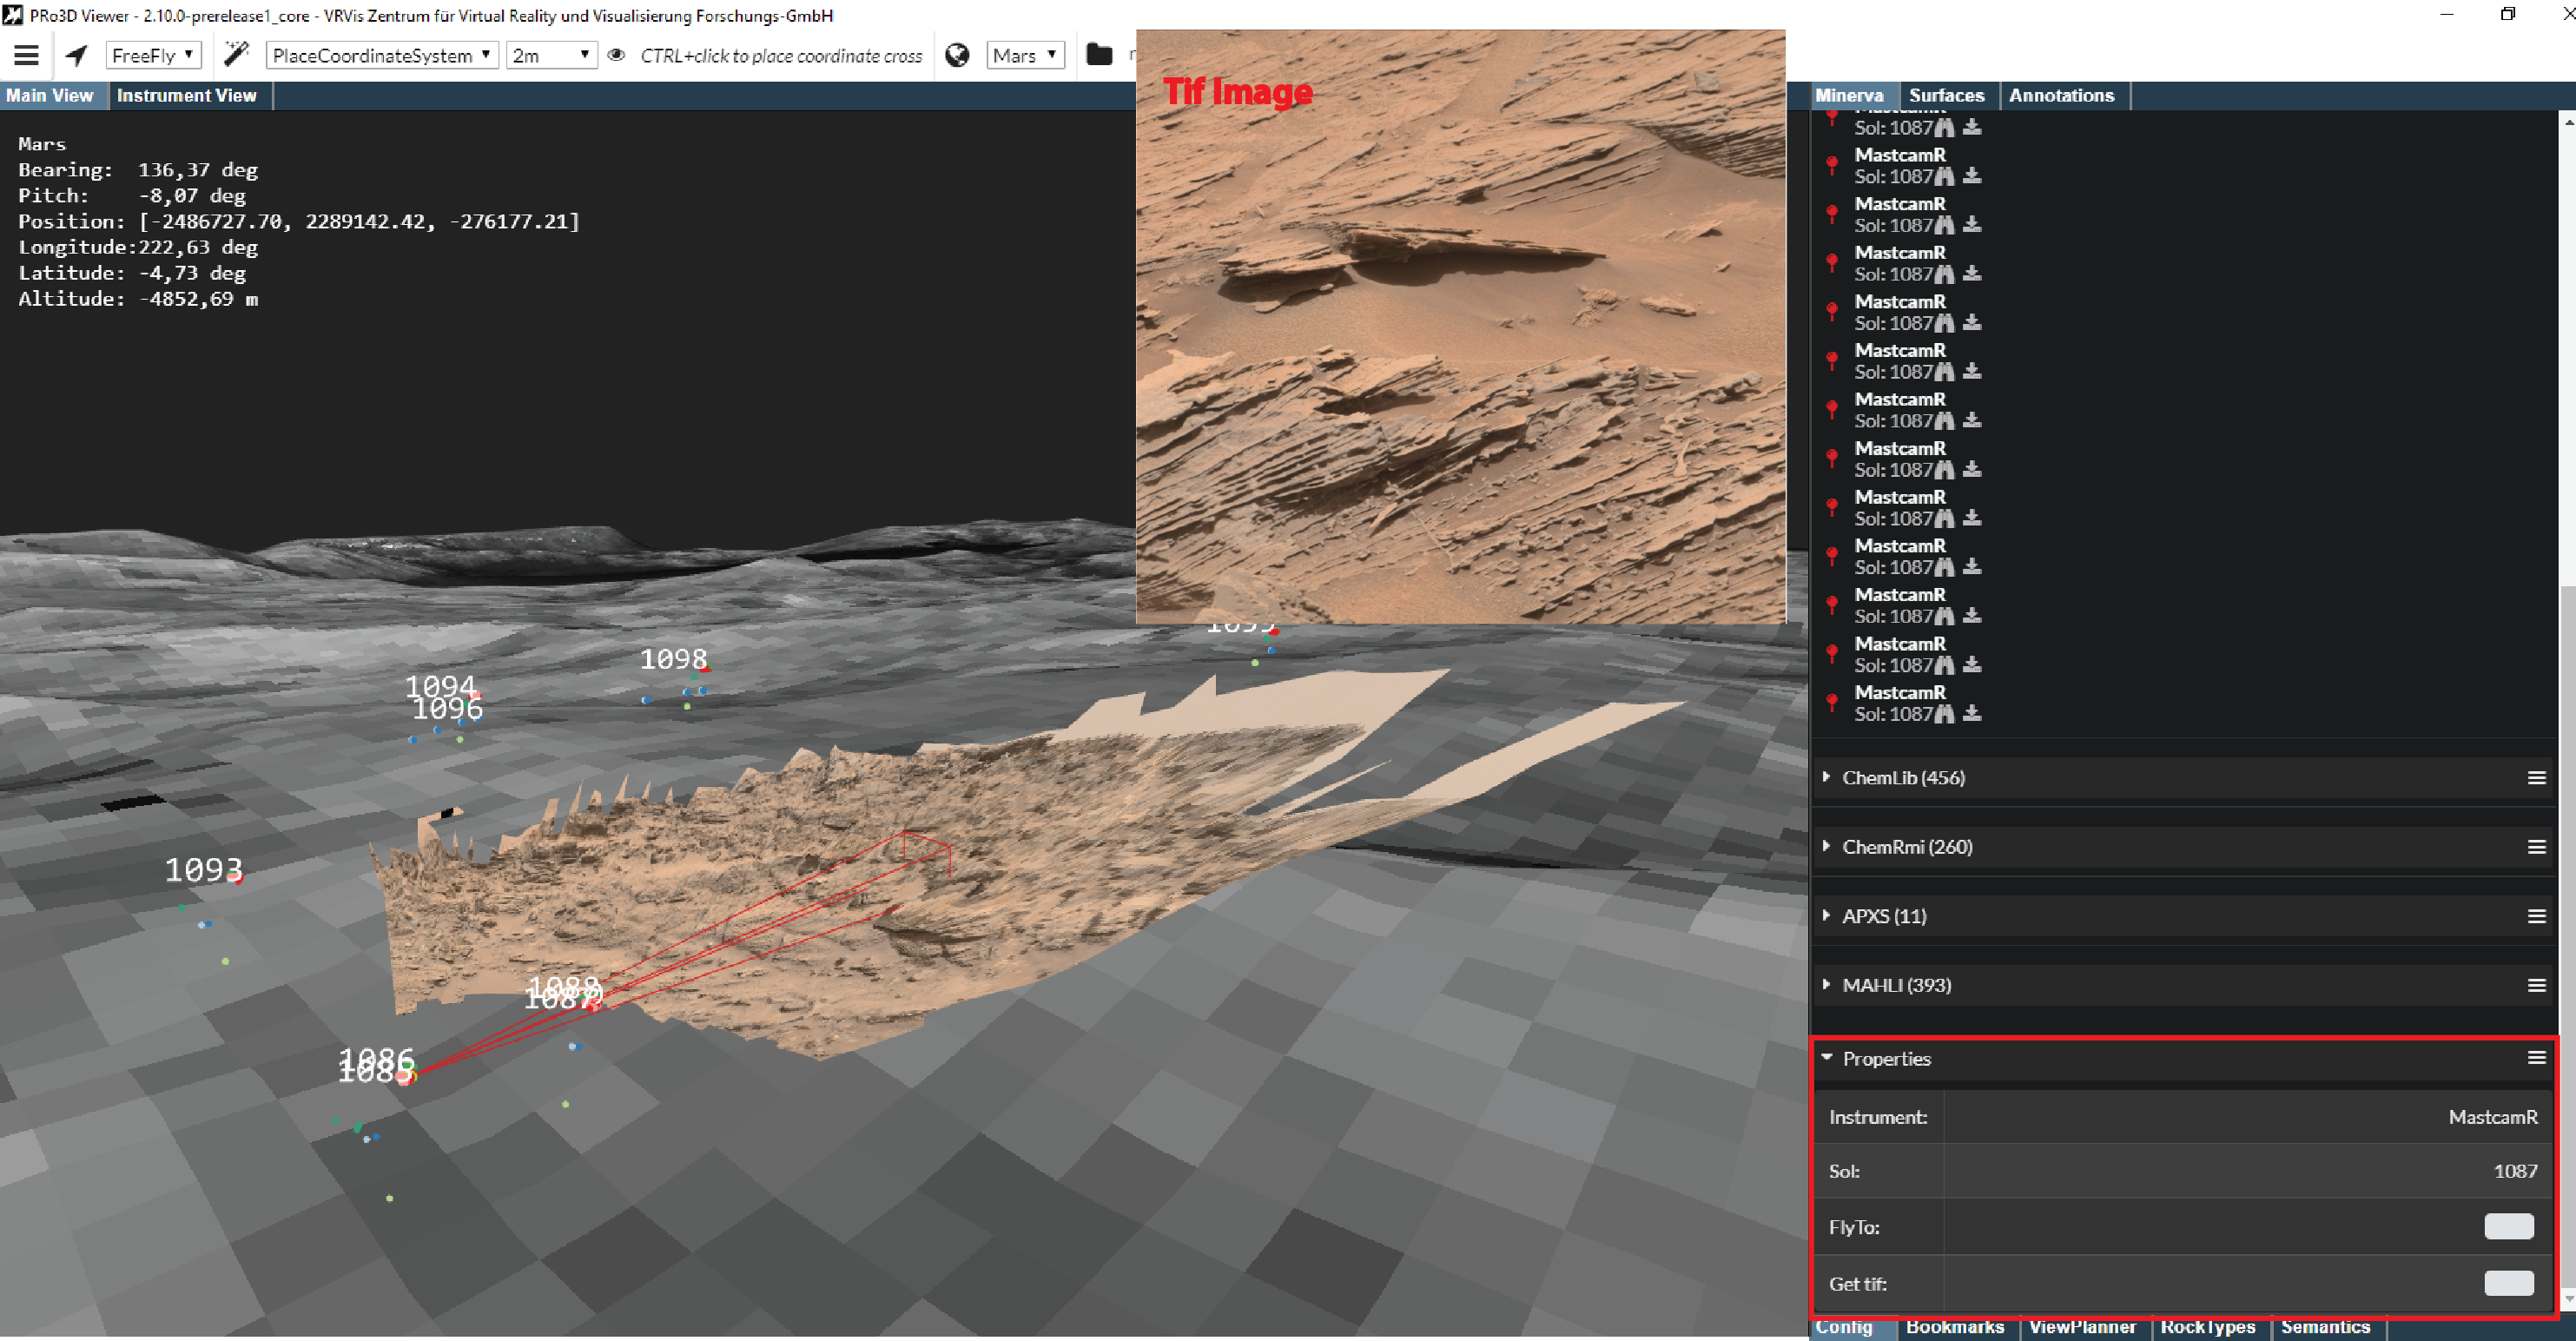 PRo3D Viewer - 2.10.0-prerelease1_core - VRVis Zentrum für Virtual Reality und Visualisierung Forschungs-GmbH
FreeFly PlaceCoordinateSystem 2m CTRL+click to place coordinate cross Mars
Main View Instrument View
Mars
Bearing: 136,37 deg
Pitch: -8,07 deg
Position: [-2486727.70, 2289142.42, -276177.21]
Longitude:222,63 deg
Latitude: -4,73 deg
Altitude: -4852,69 m
Tif Image
1098
1094
1096
1093
1088
1087
1086
1085
Minerva Surfaces Annotations
MastcamR
Sol: 1087
MastcamR
Sol: 1087
MastcamR
Sol: 1087
MastcamR
Sol: 1087
MastcamR
Sol: 1087
MastcamR
Sol: 1087
MastcamR
Sol: 1087
MastcamR
Sol: 1087
MastcamR
Sol: 1087
MastcamR
Sol: 1087
MastcamR
Sol: 1087
MastcamR
Sol: 1087
MastcamR
Sol: 1087
ChemLib (456)
ChemRmi (260)
APXS (11)
MAHLI (393)
Properties
Instrument: MastcamR
Sol: 1087
FlyTo:
Get tif:
Config Bookmarks ViewPlanner RockTypes Semantics